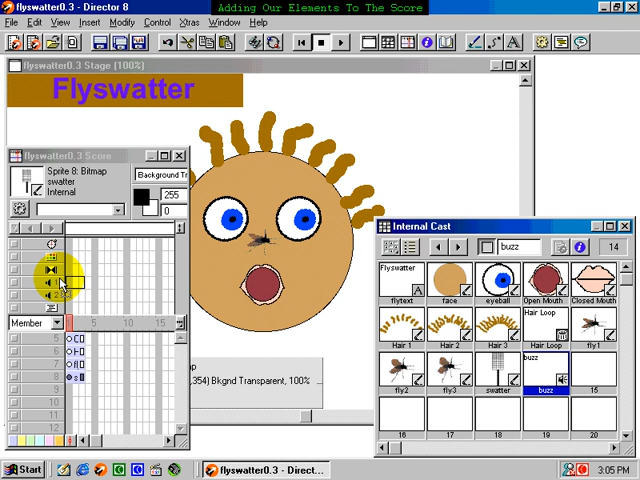 flyswatter0.3 - Director 8
Adding Our Elements To The Score
File Edit View Insert Modify Control Xtras Window Help
flyswatter0.3 Stage (100%)
Flyswatter
flyswatter0.3 Score
Sprite 8: Bitmap
swatter
Internal
Background Tr
255
0
Member
5 10 15
5
6
7
8
9
10
11
12
,354) Bkgnd Transparent, 100%
Internal Cast
buzz
14
Flyswatter
flytext face eyeball Open Mouth Closed Mouth
Hair Loop
Hair 1 Hair 2 Hair 3 Hair Loop fly1
buzz
fly2 fly3 swatter buzz 15
16 17 18 19 20
Start
flyswatter0.3 - Direct...
3:05 PM